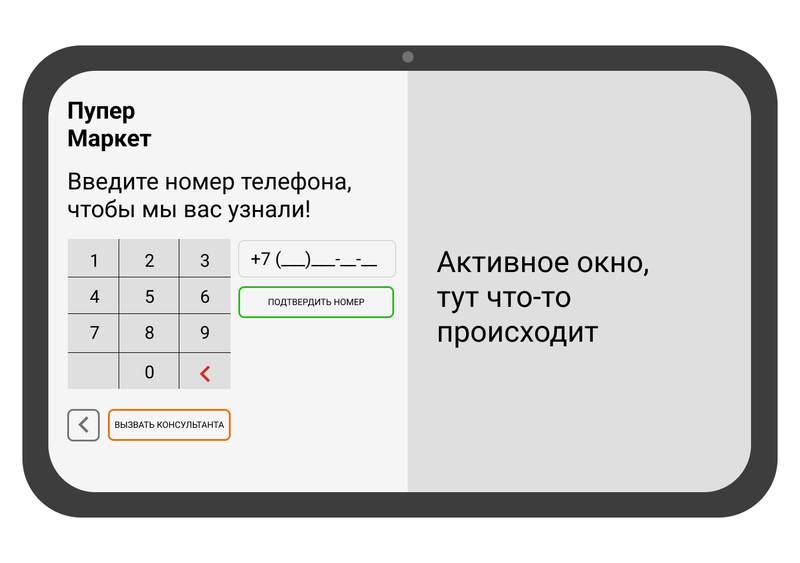 Пупер
Маркет
Введите номер телефона,
чтобы мы вас узнали!
1 2 3
4 5 6
7 8 9
0
+7 (___)___-__-__
ПОДТВЕРДИТЬ НОМЕР
ВЫЗВАТЬ КОНСУЛЬТАНТА
Активное окно,
тут что-то
происходит